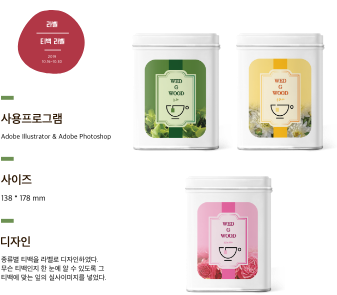 라벨
티백 라벨
2019
사용프로그램
Adobe Illustrator & Adobe Photoshop
사이즈
138 * 178 mm
디자인
종류별 티백을 라벨로 디자인하였다.
무슨 티백인지 한 눈에 알 수 있도록 그
티백에 맞는 잎의 실사이미지를 넣었다.
WED
G
WOOD
WED
G
WOOD
WED
G
WOOD